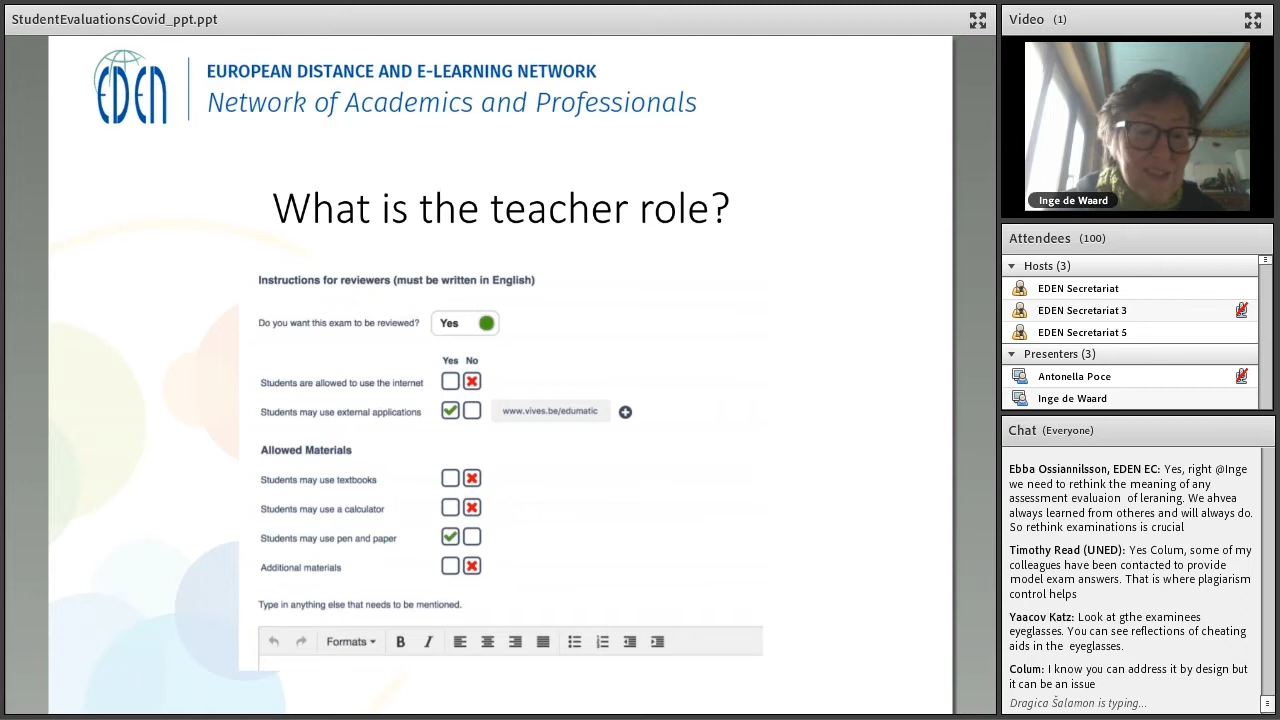 StudentEvaluationsCovid_ppt.ppt
EDEN
EUROPEAN DISTANCE AND E-LEARNING NETWORK
Network of Academics and Professionals
What is the teacher role?
Instructions for reviewers (must be written in English)
Do you want this exam to be reviewed? Yes
Yes No
Students are allowed to use the internet
Students may use external applications www.vives.be/edumatic
Allowed Materials
Students may use textbooks
Students may use a calculator
Students may use pen and paper
Additional materials
Type in anything else that needs to be mentioned.
Formats B I
Video (1)
Inge de Waard
Attendees (100)
Hosts (3)
EDEN Secretariat
EDEN Secretariat 3
EDEN Secretariat 5
Presenters (3)
Antonella Poce
Inge de Waard
Chat (Everyone)
Ebba Ossiannilsson, EDEN EC: Yes, right @Inge
we need to rethink the meaning of any
assessment evaluaion of leraning. We ahvea
always learned from otheres and will always do.
So rethink examinations is crucial
Timothy Read (UNED): Yes Colum, some of my
colleagues have been contacted to provide
model exam answers. That is where plagiarism
control helps
Yaacov Katz: Look at gthe examinees
eyeglasses. You can see reflections of cheating
aids in the eyeglasses.
Colum: I know you can address it by design but
it can be an issue
Dragica Šalamon is typing...